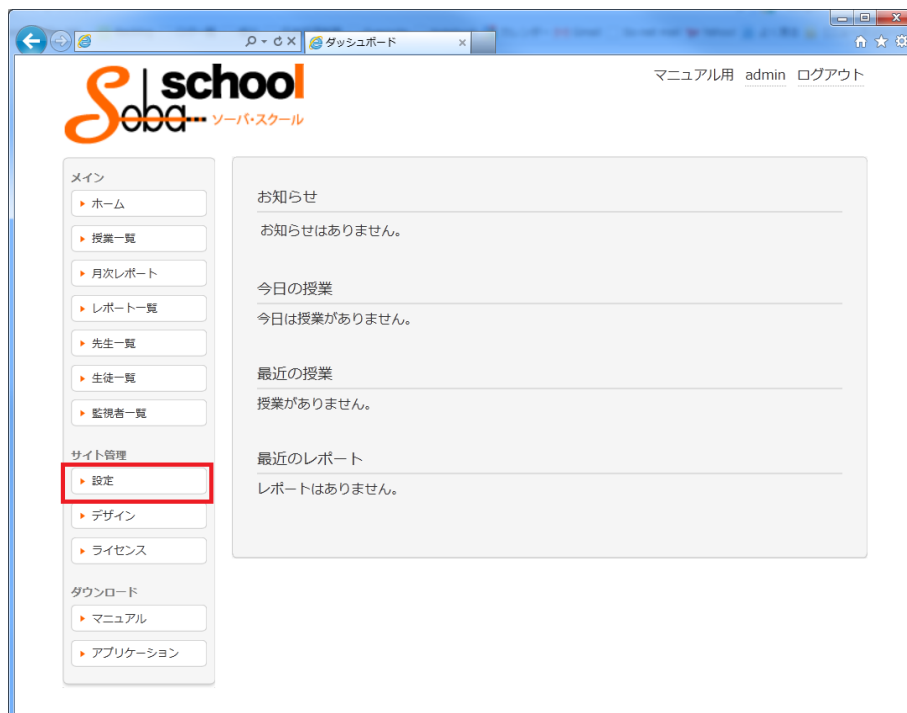 ダッシュボード
school
Soba
ソーバ・スクール
マニュアル用 admin ログアウト
メイン
ホーム
授業一覧
月次レポート
レポート一覧
先生一覧
生徒一覧
監視者一覧
サイト管理
設定
デザイン
ライセンス
ダウンロード
マニュアル
アプリケーション
お知らせ
お知らせはありません。
今日の授業
今日は授業がありません。
最近の授業
授業がありません。
最近のレポート
レポートはありません。